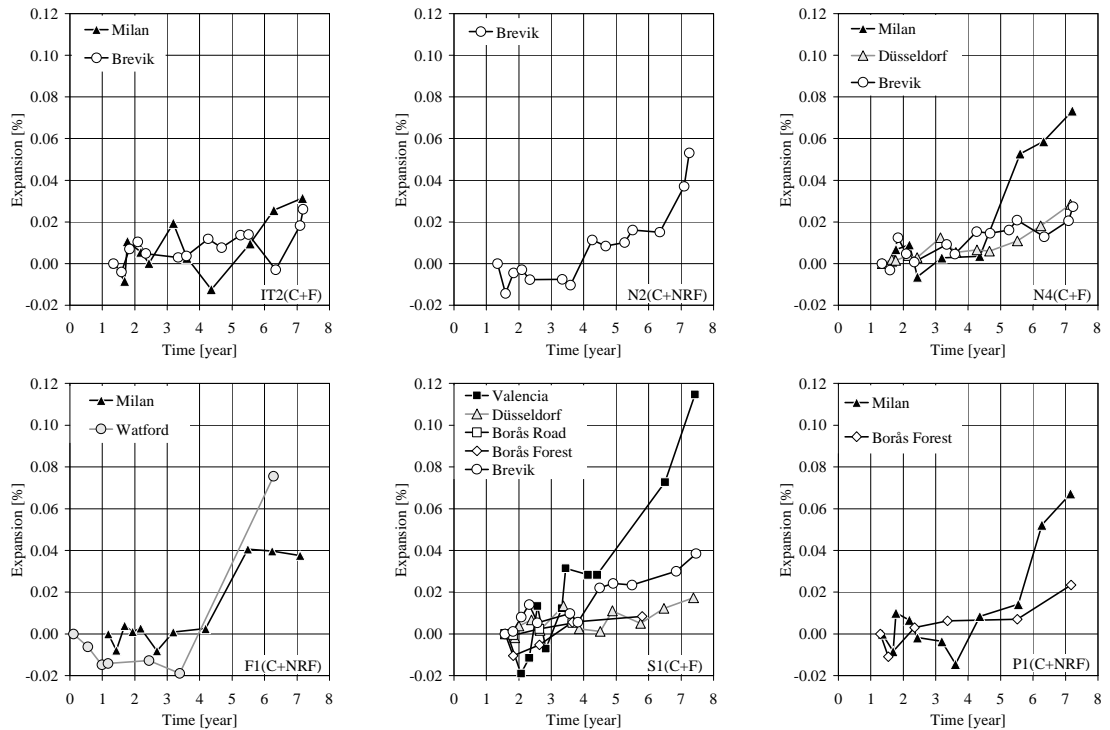 Expansion [%]
0.12
0.10
0.08
0.06
0.04
0.02
0.00
-0.02
Milan
Brevik
IT2(C+F)
0 1 2 3 4 5 6 7 8
Time [year]
Expansion [%]
0.12
0.10
0.08
0.06
0.04
0.02
0.00
-0.02
Brevik
N2(C+NRF)
0 1 2 3 4 5 6 7 8
Time [year]
Expansion [%]
0.12
0.10
0.08
0.06
0.04
0.02
0.00
-0.02
Milan
Düsseldorf
Brevik
N4(C+F)
0 1 2 3 4 5 6 7 8
Time [year]
Expansion [%]
0.12
0.10
0.08
0.06
0.04
0.02
0.00
-0.02
Milan
Watford
F1(C+NRF)
0 1 2 3 4 5 6 7 8
Time [year]
Expansion [%]
0.12
0.10
0.08
0.06
0.04
0.02
0.00
-0.02
Valencia
Düsseldorf
Borås Road
Borås Forest
Brevik
S1(C+F)
0 1 2 3 4 5 6 7 8
Time [year]
Expansion [%]
0.12
0.10
0.08
0.06
0.04
0.02
0.00
-0.02
Milan
Borås Forest
P1(C+NRF)
0 1 2 3 4 5 6 7 8
Time [year]